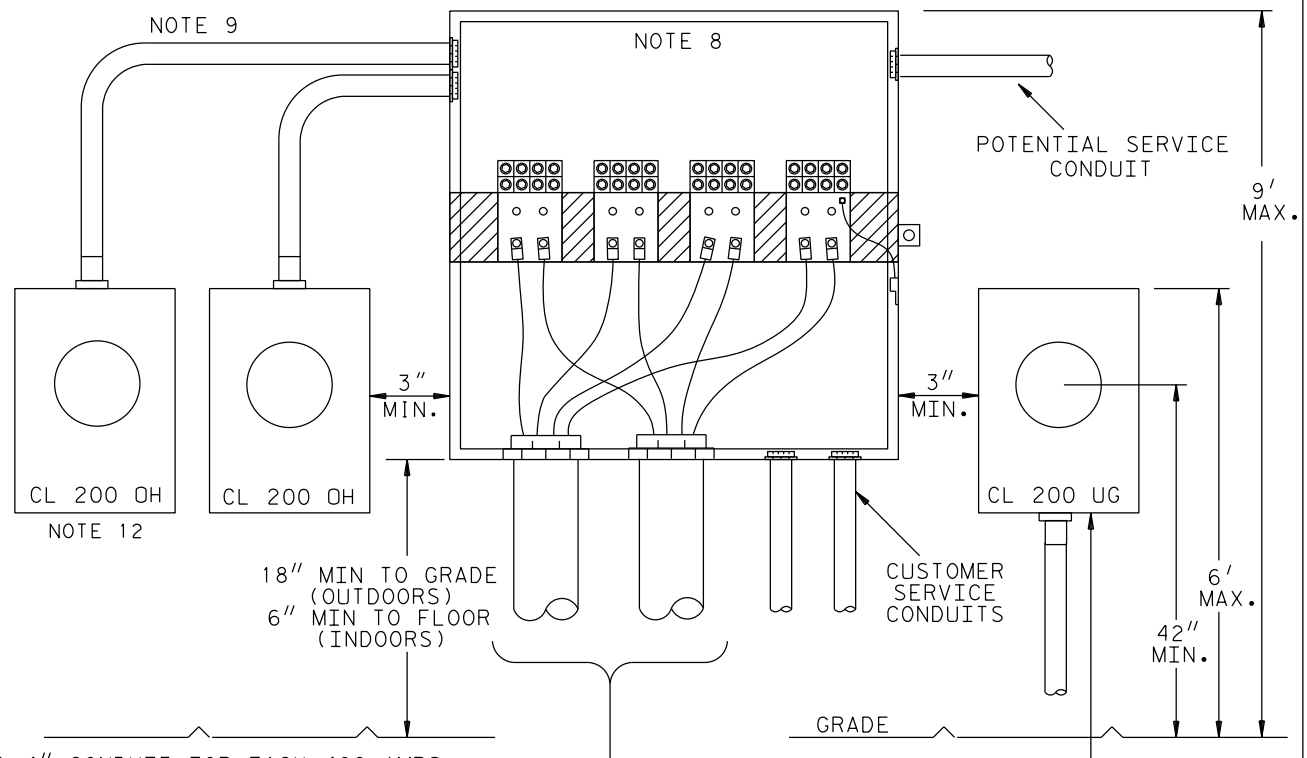 NOTE 9
NOTE 8
POTENTIAL SERVICE
CONDUIT
9'
MAX.
3"
MIN.
3"
MIN.
CL 200 OH
CL 200 OH
CL 200 UG
NOTE 12
18" MIN TO GRADE
(OUTDOORS)
6" MIN TO FLOOR
(INDOORS)
CUSTOMER
SERVICE
CONDUITS
6'
MAX.
42"
MIN.
GRADE
4" CONDUIT FOR EACH 400 AMPS